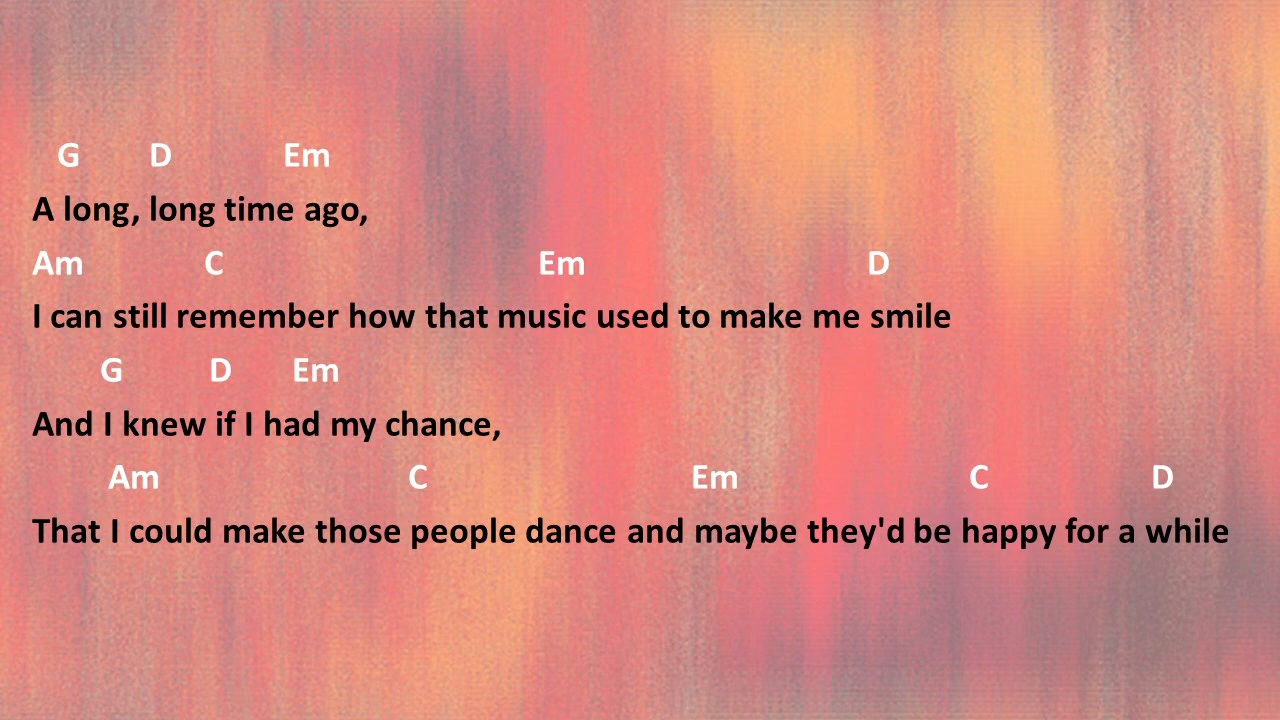 G D Em
A long, long time ago,
Am C Em D
I can still remember how that music used to make me smile
G D Em
And I knew if I had my chance,
Am C Em C D
That I could make those people dance and maybe they'd be happy for a while